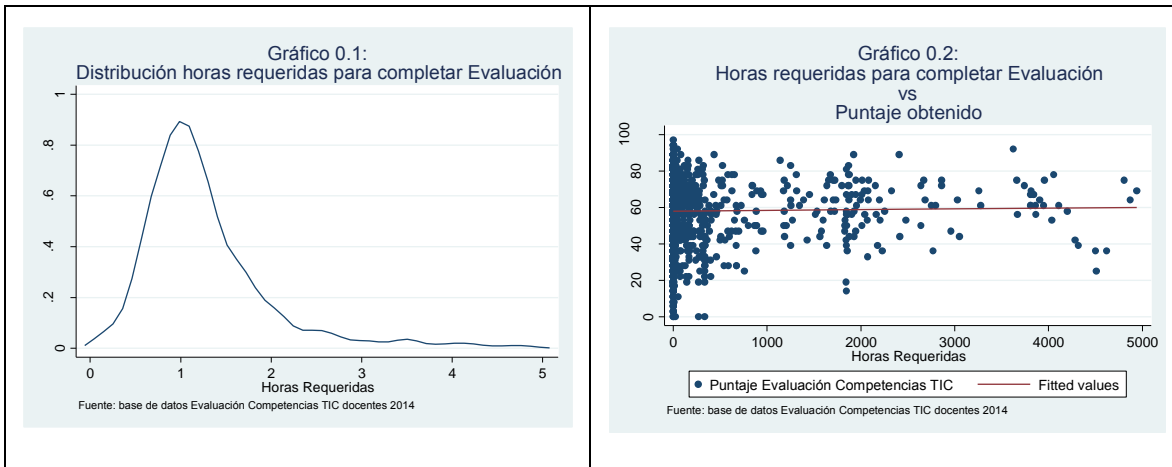 Gráfico 0.1:
Distribución horas requeridas para completar Evaluación
1
.8
.6
.4
.2
0
0 1 2 3 4 5
Horas Requeridas
Fuente: base de datos Evaluación Competencias TIC docentes 2014
Gráfico 0.2:
Horas requeridas para completar Evaluación
vs
Puntaje obtenido
100
80
60
40
20
0
0 1000 2000 3000 4000 5000
Horas Requeridas
Puntaje Evaluación Competencias TIC Fitted values
Fuente: base de datos Evaluación Competencias TIC docentes 2014